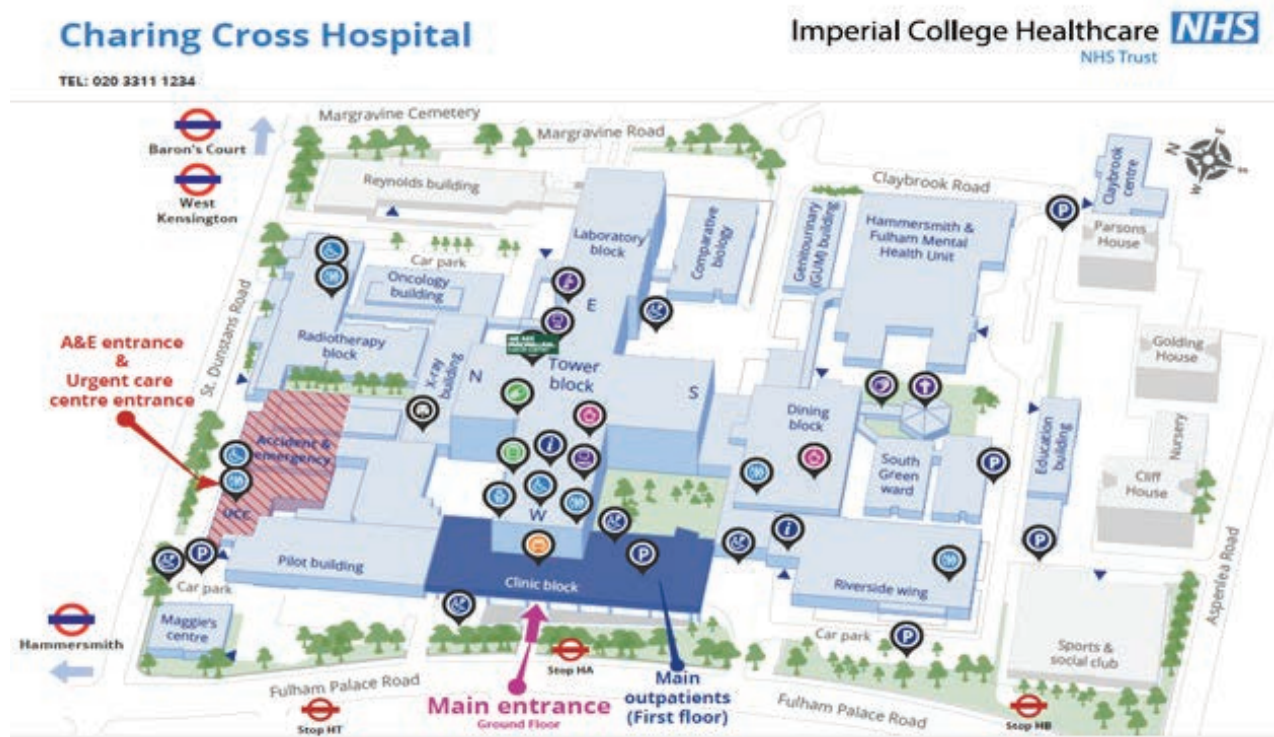 Charing Cross Hospital
TEL: 020 3311 1234
Imperial College Healthcare NHS
NHS Trust
Margravine Cemetery
Margravine Road
Baron's Court
West
Kensington
Reynolds building
Claybrook Road
Claybrook
centre
Parsons
House
N
E
S
W
Laboratory
block
Comparative
biology
Genitourinary
(GUM) building
Hammersmith &
Fulham Mental
Health Unit
Car park
Oncology
building
E
St. Dunstans Road
Radiotherapy
block
X-ray
building
N
Tower
block
S
Golding
House
A&E entrance
&
Urgent care
centre entrance
Accident &
emergency
UCC
Dining
block
South
Green
ward
Education
building
Nursery
Cliff
House
P
i
P
P
W
P
i
P
P
P
Pilot building
Clinic block
Riverside wing
Car park
Maggie's
centre
Hammersmith
Car park
Sports &
social club
Aspenlea Road
Stop HA
Main entrance
Ground Floor
Main
outpatients
(First floor)
Fulham Palace Road
Fulham Palace Road
Stop HT
Stop HB